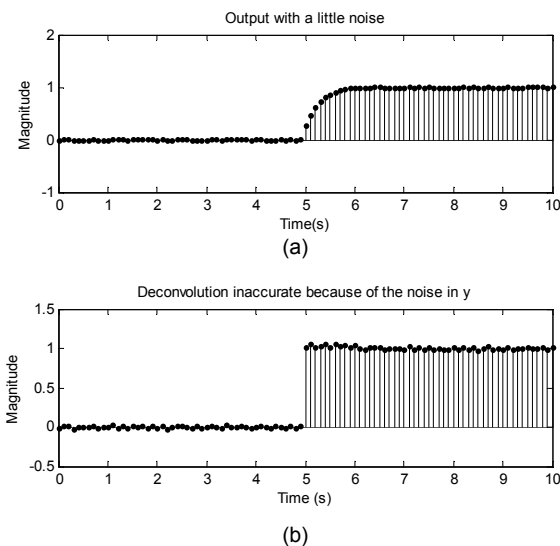 Output with a little noise
2
1
0
-1
Magnitude
0 1 2 3 4 5 6 7 8 9 10
Time(s)
(a)
Deconvolution inaccurate because of the noise in y
1.5
1
0.5
0
-0.5
Magnitude
0 1 2 3 4 5 6 7 8 9 10
Time (s)
(b)